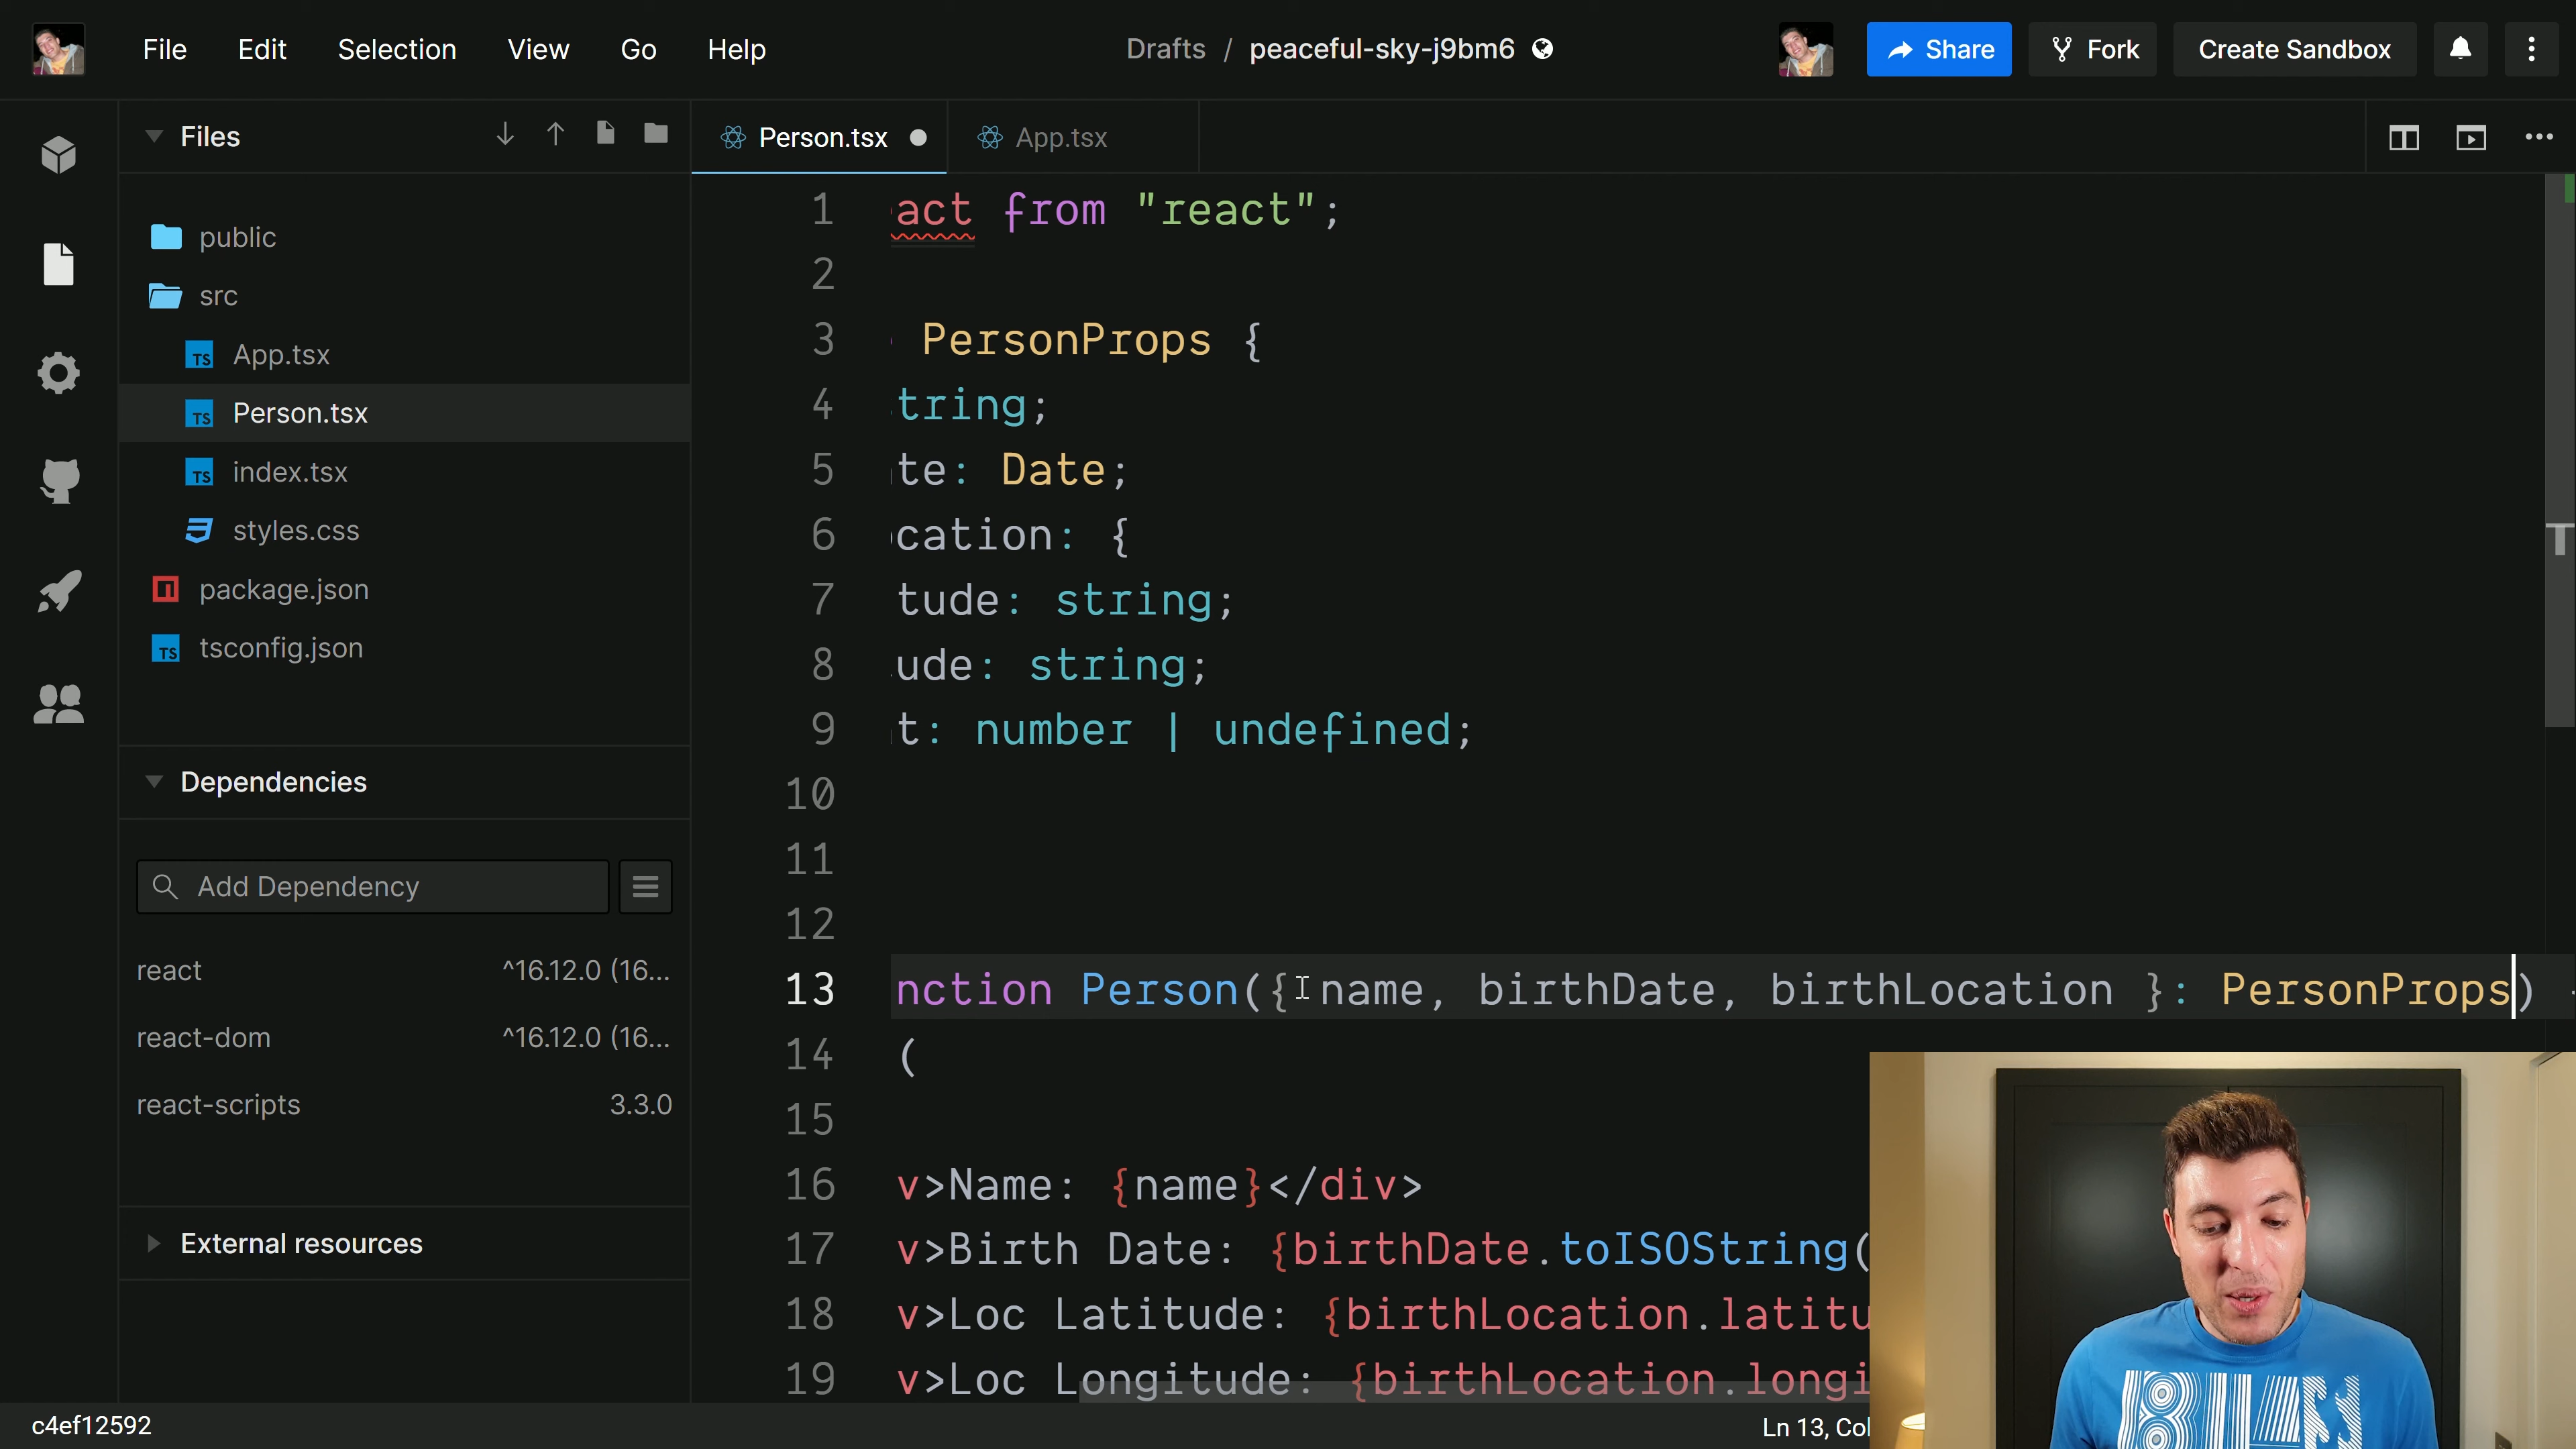 File Edit Selection View Go Help
Drafts / peaceful-sky-j9bm6
Share
Fork
Create Sandbox
Files
public
src
TS App.tsx
TS Person.tsx
TS index.tsx
styles.css
package.json
TS tsconfig.json
Dependencies
Add Dependency
react ^16.12.0 (16...
react-dom ^16.12.0 (16...
react-scripts 3.3.0
External resources
Person.tsx
App.tsx
1 act from "react";
2
3 PersonProps {
4 tring;
5 te: Date;
6 cation: {
7 tude: string;
8 ude: string;
9 t: number | undefined;
10
11
12
13 nction Person({ name, birthDate, birthLocation }: PersonProps)
14 (
15
16 v>Name: {name}</div>
17 v>Birth Date: {birthDate.toISOString(
18 v>Loc Latitude: {birthLocation.latitu
19 v>Loc Longitude: {birthLocation.longi
c4ef12592
Ln 13, Col